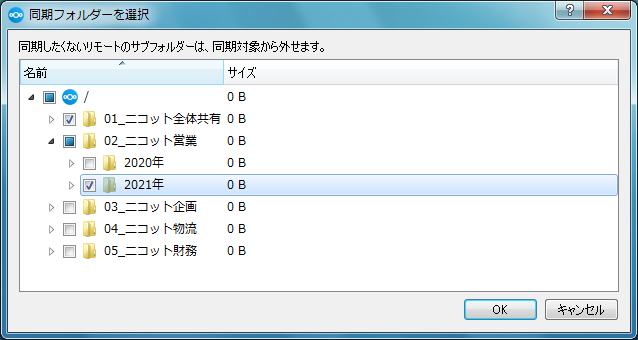 同期フォルダーを選択
同期したくないリモートのサブフォルダーは、同期対象から外せます。
名前 サイズ
/ 0 B
01_ニコット全体共有 0 B
02_ニコット営業 0 B
2020年 0 B
2021年 0 B
03_ニコット企画 0 B
04_ニコット物流 0 B
05_ニコット財務 0 B
OK キャンセル